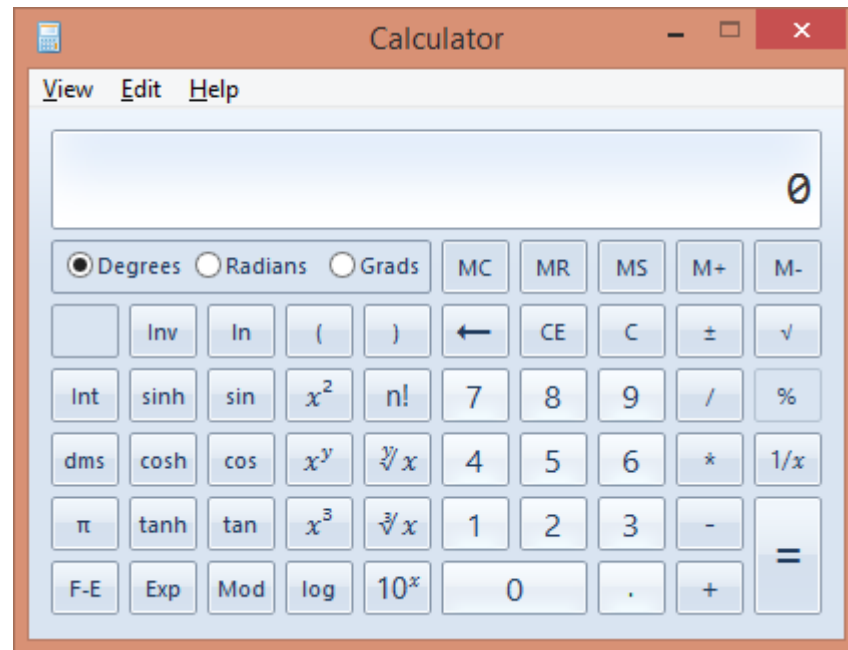 Calculator
View Edit Help
0
Degrees Radians Grads MC MR MS M+ M-
Inv ln ( ) ← CE C ± √
Int sinh sin x² n! 7 8 9 / %
dms cosh cos xʸ ʸ√x 4 5 6 * 1/x
π tanh tan x³ ³√x 1 2 3 - =
F-E Exp Mod log 10ˣ 0 . +